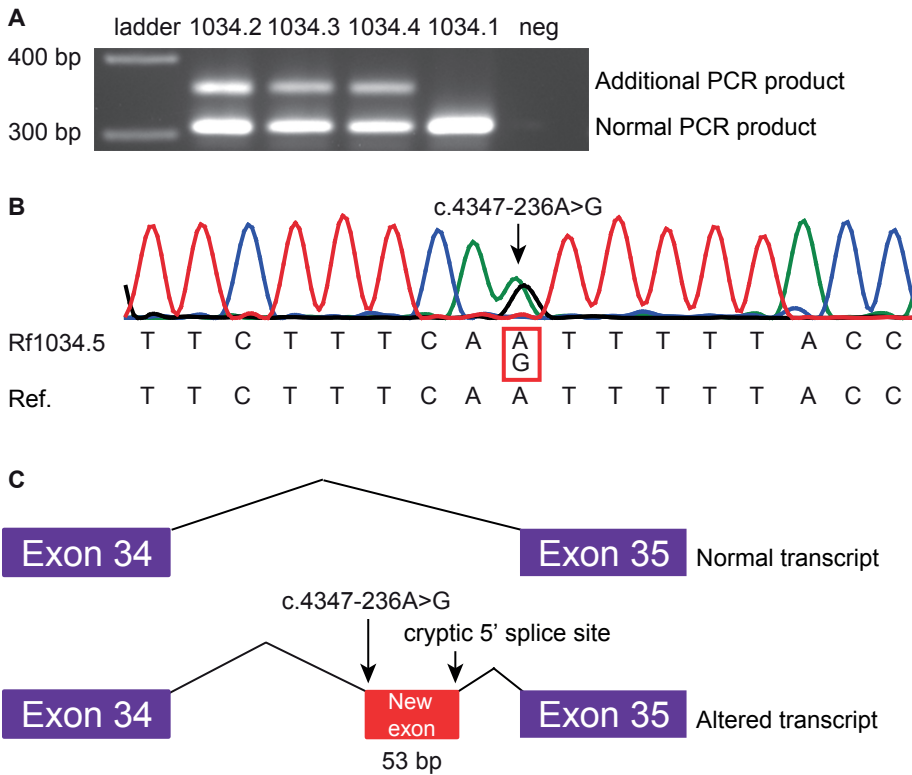 A
ladder 1034.2 1034.3 1034.4 1034.1 neg
400 bp
Additional PCR product
300 bp
Normal PCR product
B
c.4347-236A>G
Rf1034.5 T T C T T T C A A T T T T T A C C
G
Ref. T T C T T T C A A T T T T T A C C
C
Exon 34 Exon 35 Normal transcript
c.4347-236A>G
cryptic 5’ splice site
Exon 34 New exon Exon 35 Altered transcript
53 bp